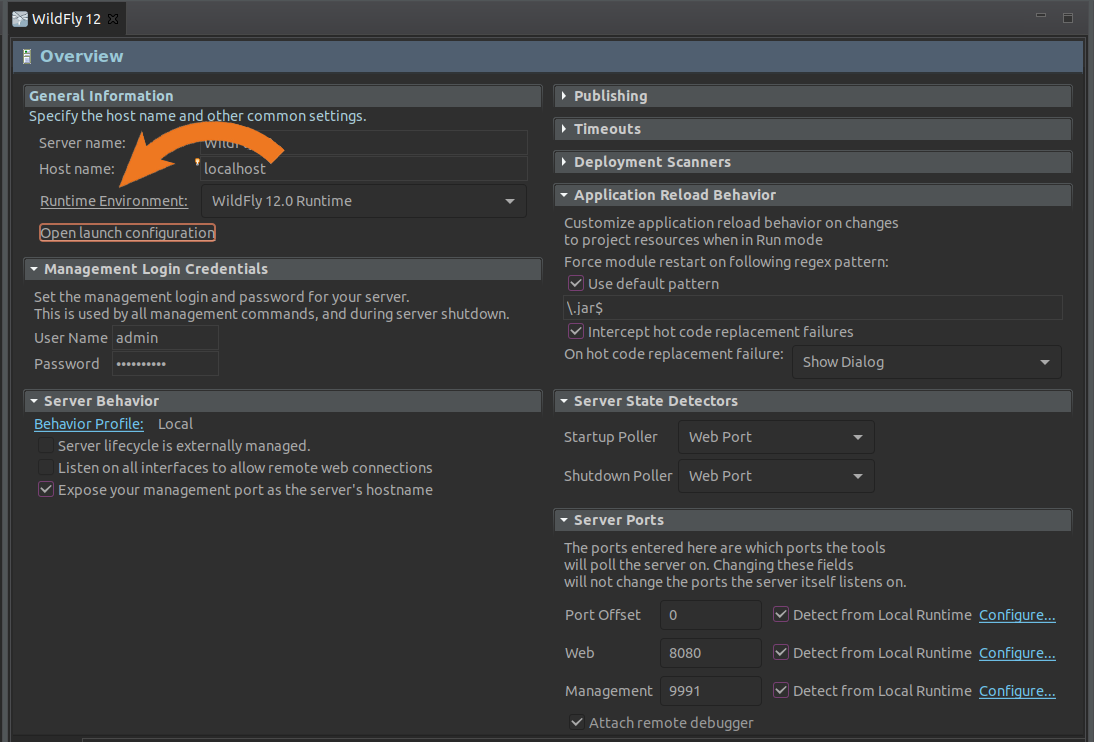 WildFly 12
Overview
General Information
Specify the host name and other common settings.
Server name:
Host name: localhost
Runtime Environment: WildFly 12.0 Runtime
Open launch configuration
Management Login Credentials
Set the management login and password for your server.
This is used by all management commands, and during server shutdown.
User Name admin
Password ••••••••••
Server Behavior
Behavior Profile: Local
Server lifecycle is externally managed.
Listen on all interfaces to allow remote web connections
Expose your management port as the server's hostname
Publishing
Timeouts
Deployment Scanners
Application Reload Behavior
Customize application reload behavior on changes
to project resources when in Run mode
Force module restart on following regex pattern:
Use default pattern
\.jar$
Intercept hot code replacement failures
On hot code replacement failure: Show Dialog
Server State Detectors
Startup Poller Web Port
Shutdown Poller Web Port
Server Ports
The ports entered here are which ports the tools
will poll the server on. Changing these fields
will not change the ports the server itself listens on.
Port Offset 0 Detect from Local Runtime Configure...
Web 8080 Detect from Local Runtime Configure...
Management 9991 Detect from Local Runtime Configure...
Attach remote debugger